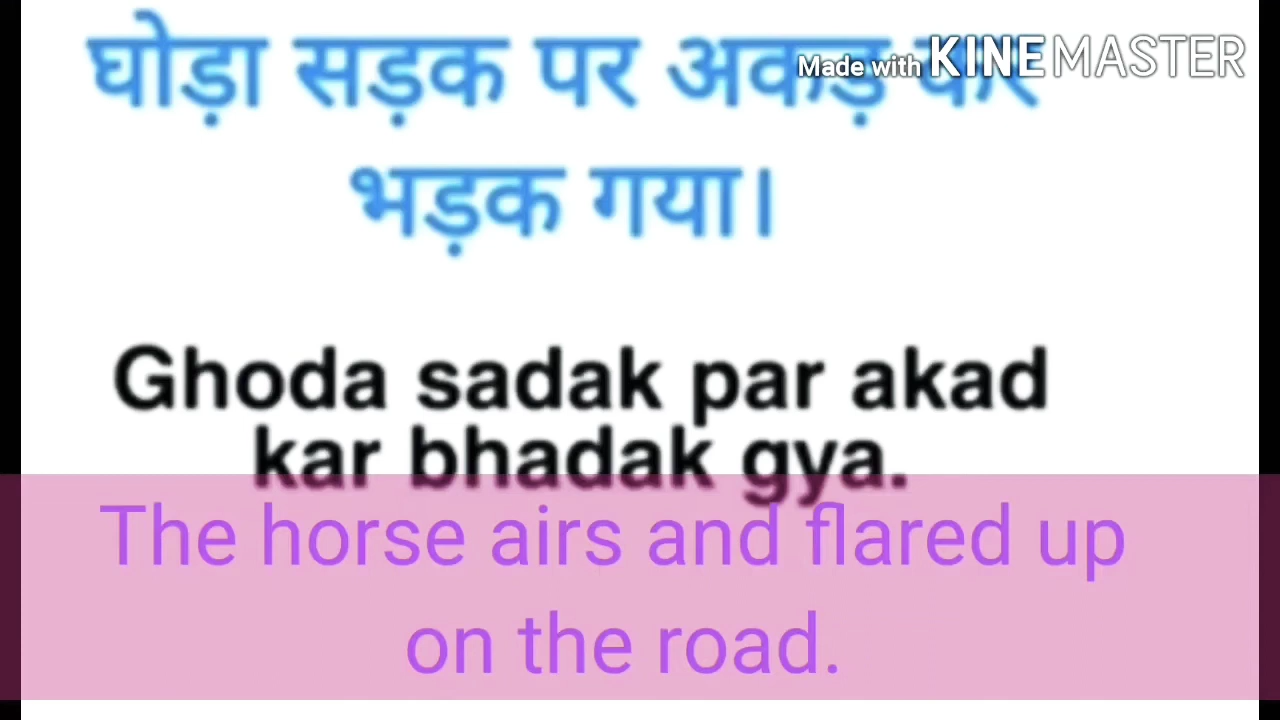 घोड़ा सड़क पर अकड़ कर
Made with KINEMASTER
भड़क गया।
Ghoda sadak par akad
kar bhadak gya.
The horse airs and flared up
on the road.